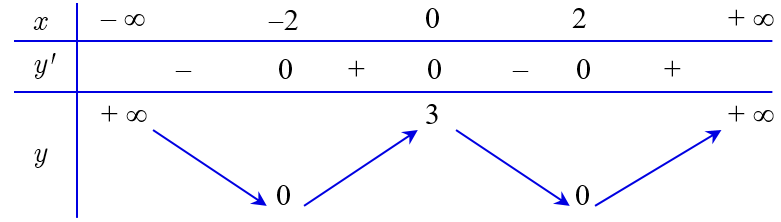 x – ∞ –2 0 2 + ∞
y′ – 0 + 0 – 0 +
+ ∞ 3 + ∞
y
0 0